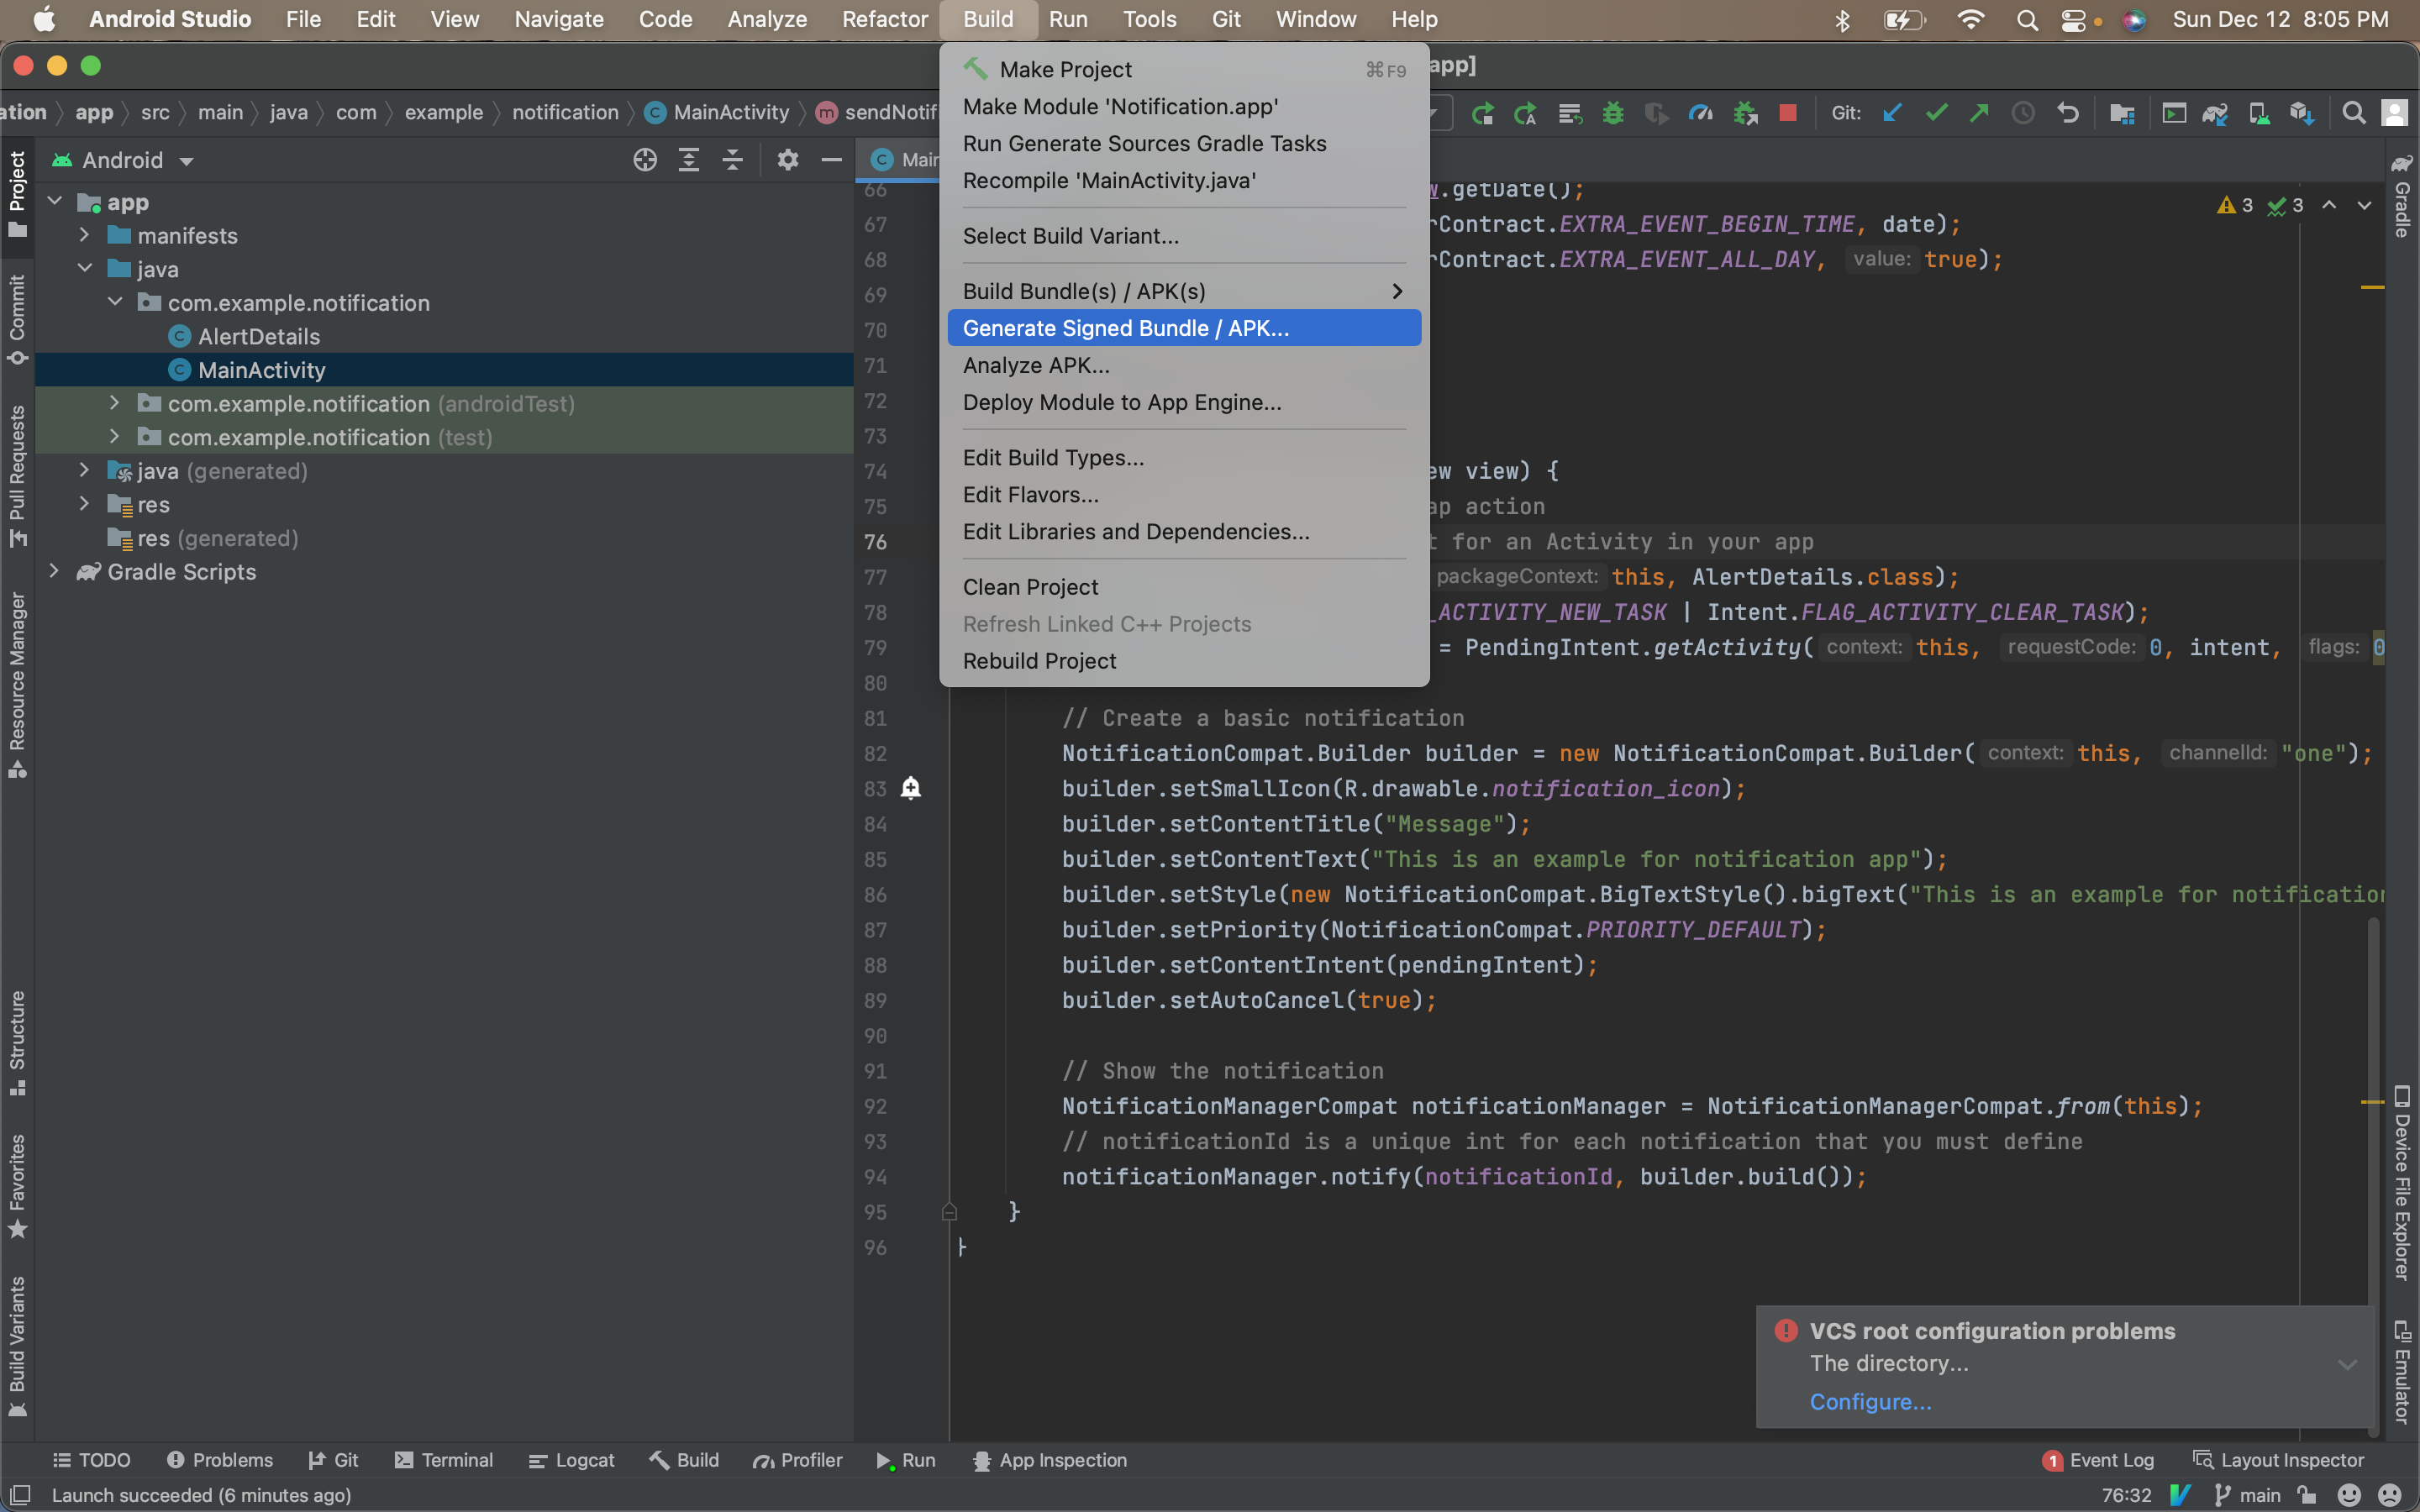 Android Studio File Edit View Navigate Code Analyze Refactor Build Run Tools Git Window Help Sun Dec 12 8:05 PM
app]
ation app src main java com example notification MainActivity sendNotif Git:
Android
Main
app
manifests
java
com.example.notification
AlertDetails
MainActivity
com.example.notification (androidTest)
com.example.notification (test)
java (generated)
res
res (generated)
Gradle Scripts
Make Project ⌘F9
Make Module 'Notification.app'
Run Generate Sources Gradle Tasks
Recompile 'MainActivity.java'
Select Build Variant...
Build Bundle(s) / APK(s)
Generate Signed Bundle / APK...
Analyze APK...
Deploy Module to App Engine...
Edit Build Types...
Edit Flavors...
Edit Libraries and Dependencies...
Clean Project
Refresh Linked C++ Projects
Rebuild Project
3 3
66 w.getDate();
67 rContract.EXTRA_EVENT_BEGIN_TIME, date);
68 rContract.EXTRA_EVENT_ALL_DAY, value: true);
69
70
71
72
73
74 ew view) {
75 ap action
76 t for an Activity in your app
77 packageContext: this, AlertDetails.class);
78 _ACTIVITY_NEW_TASK | Intent.FLAG_ACTIVITY_CLEAR_TASK);
79 = PendingIntent.getActivity( context: this, requestCode: 0, intent, flags: 0
80
81 // Create a basic notification
82 NotificationCompat.Builder builder = new NotificationCompat.Builder( context: this, channelId: "one");
83 builder.setSmallIcon(R.drawable.notification_icon);
84 builder.setContentTitle("Message");
85 builder.setContentText("This is an example for notification app");
86 builder.setStyle(new NotificationCompat.BigTextStyle().bigText("This is an example for notification
87 builder.setPriority(NotificationCompat.PRIORITY_DEFAULT);
88 builder.setContentIntent(pendingIntent);
89 builder.setAutoCancel(true);
90
91 // Show the notification
92 NotificationManagerCompat notificationManager = NotificationManagerCompat.from(this);
93 // notificationId is a unique int for each notification that you must define
94 notificationManager.notify(notificationId, builder.build());
95 }
96 }
Project
Commit
Pull Requests
Resource Manager
Structure
Favorites
Build Variants
Gradle
Device File Explorer
Emulator
VCS root configuration problems
The directory...
Configure...
TODO Problems Git Terminal Logcat Build Profiler Run App Inspection 1 Event Log Layout Inspector
Launch succeeded (6 minutes ago) 76:32 main